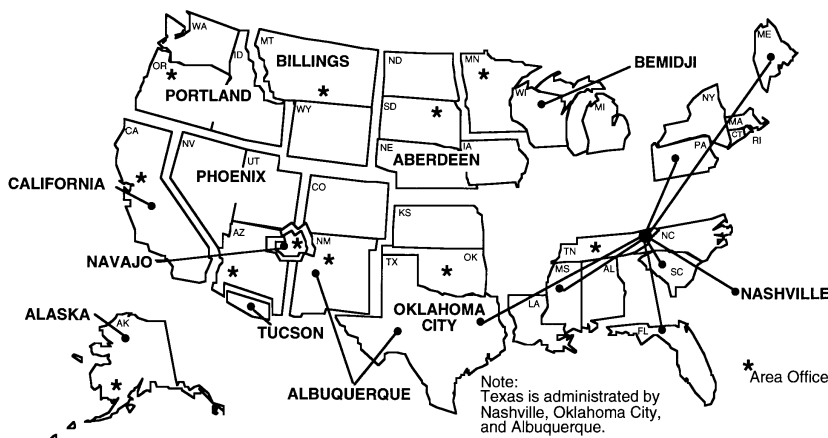 WA
MT
ND
MN
ME
OR
ID
BILLINGS
BEMIDJI
PORTLAND
WI
MI
NY
WY
SD
MA
CT
RI
CA
NV
NE
IA
PA
UT
ABERDEEN
PHOENIX
CO
CALIFORNIA
KS
AZ
NM
OK
TN
NC
NAVAJO
TX
MS
AL
SC
LA
NASHVILLE
ALASKA
OKLAHOMA
CITY
AK
TUCSON
FL
ALBUQUERQUE
*Area Office
Note:
Texas is administrated by
Nashville, Oklahoma City,
and Albuquerque.